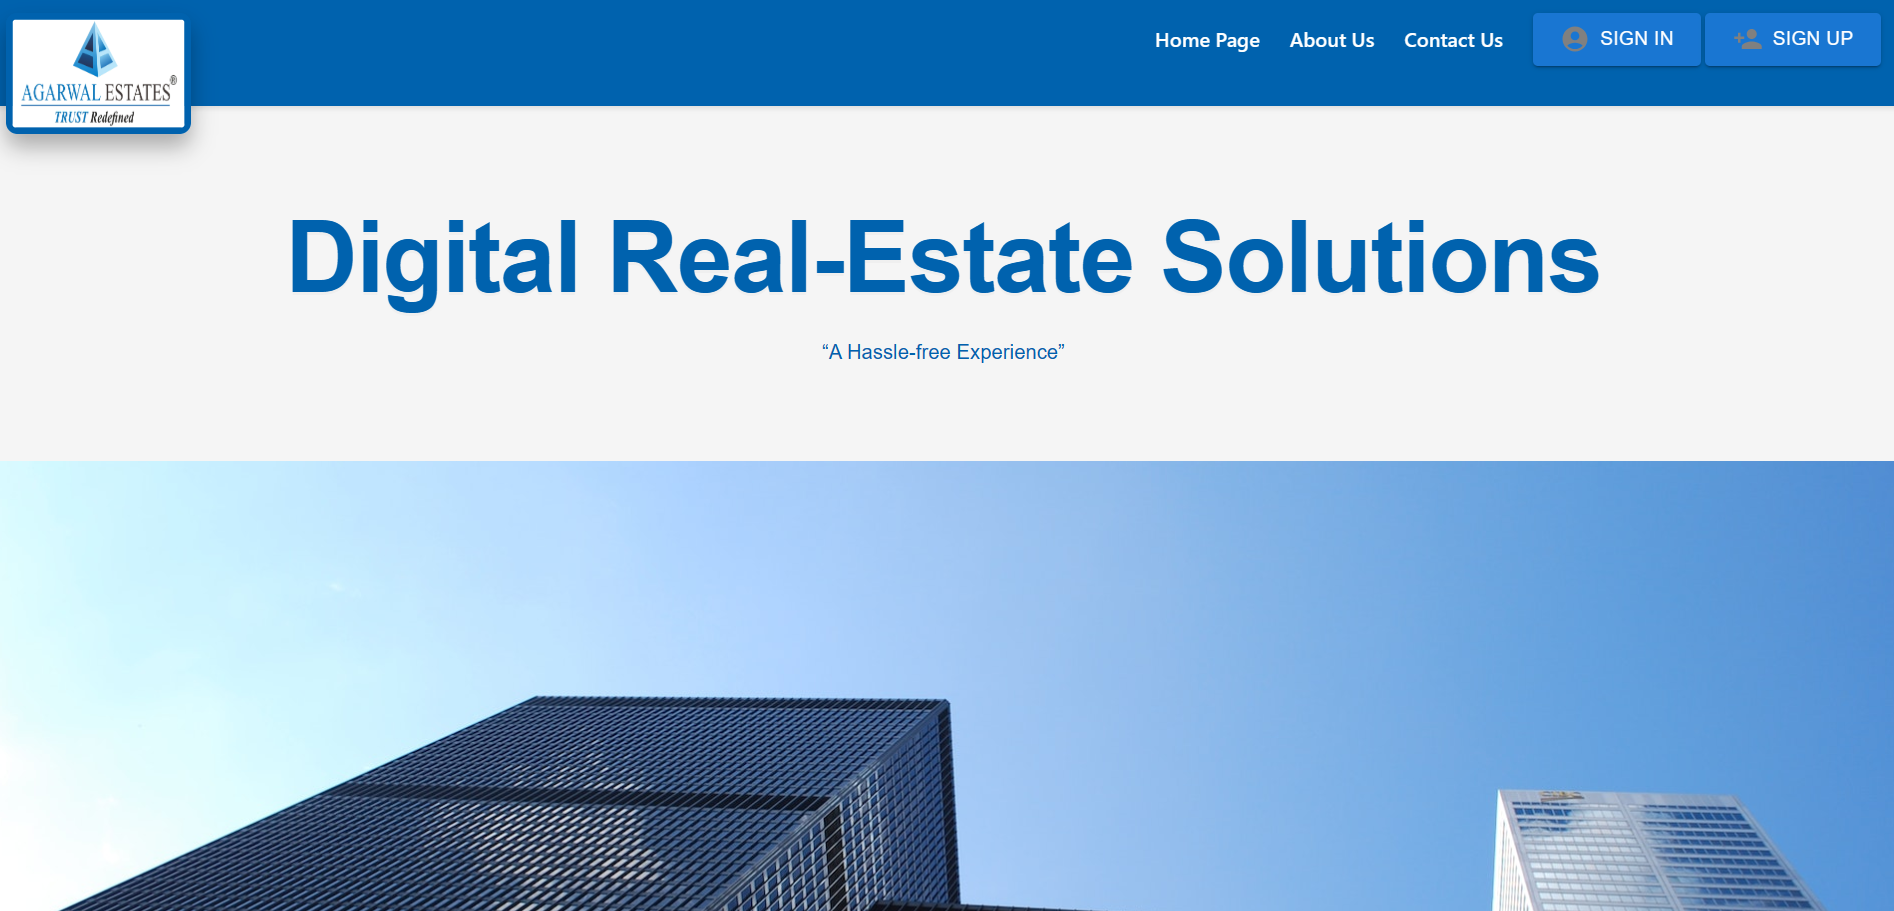 AGARWAL ESTATES®
TRUST Redefined
Home Page
About Us
Contact Us
SIGN IN
SIGN UP
Digital Real-Estate Solutions
“A Hassle-free Experience”